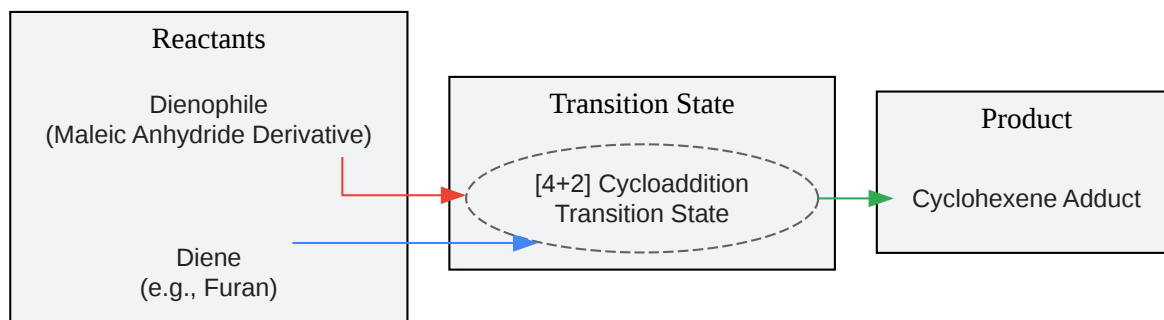 Reactants
Dienophile
(Maleic Anhydride Derivative)
Diene
(e.g., Furan)
Transition State
[4+2] Cycloaddition
Transition State
Product
Cyclohexene Adduct